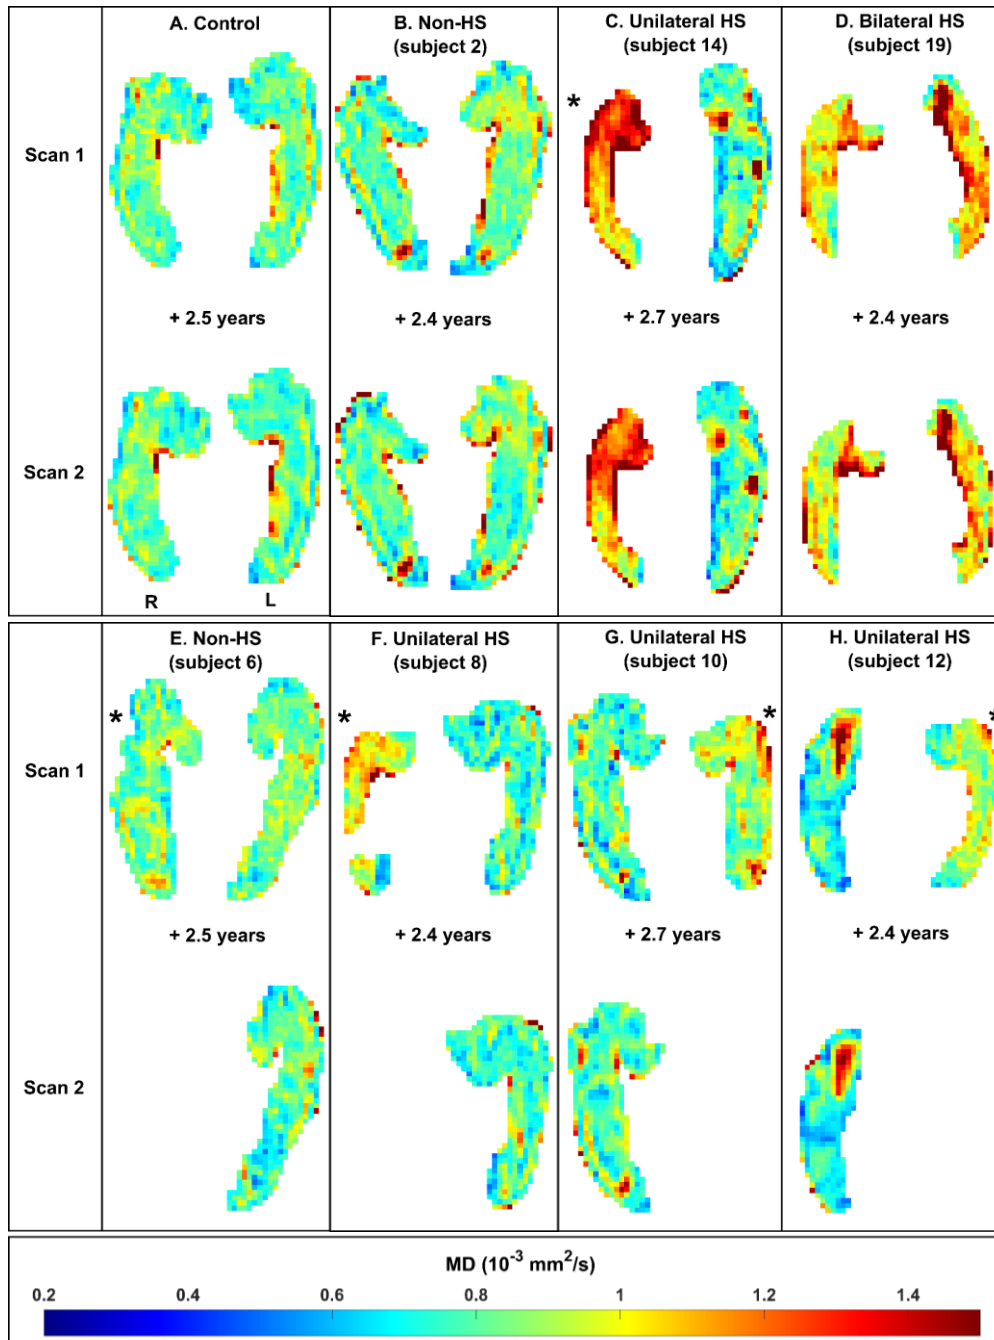 A. Control
B. Non-HS
(subject 2)
C. Unilateral HS
(subject 14)
D. Bilateral HS
(subject 19)
Scan 1
*
+ 2.5 years
+ 2.4 years
+ 2.7 years
+ 2.4 years
Scan 2
R
L
E. Non-HS
(subject 6)
F. Unilateral HS
(subject 8)
G. Unilateral HS
(subject 10)
H. Unilateral HS
(subject 12)
* * * *
Scan 1
+ 2.5 years
+ 2.4 years
+ 2.7 years
+ 2.4 years
Scan 2
MD (10⁻³ mm²/s)
0.2 0.4 0.6 0.8 1 1.2 1.4